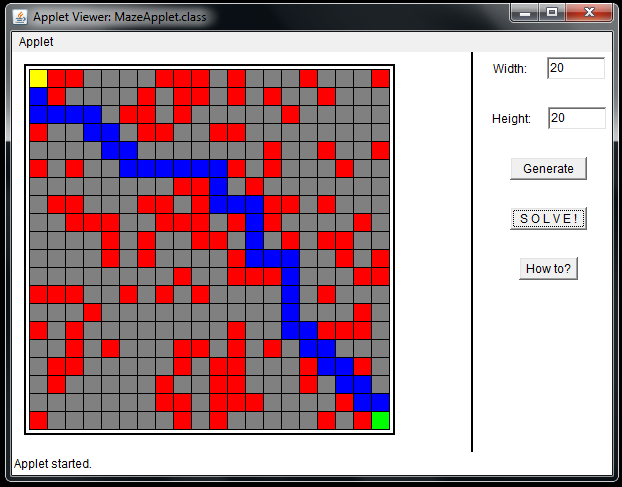 Applet Viewer: MazeApplet.class
Applet
Width: 20
Height: 20
Generate
S O L V E !
How to?
Applet started.